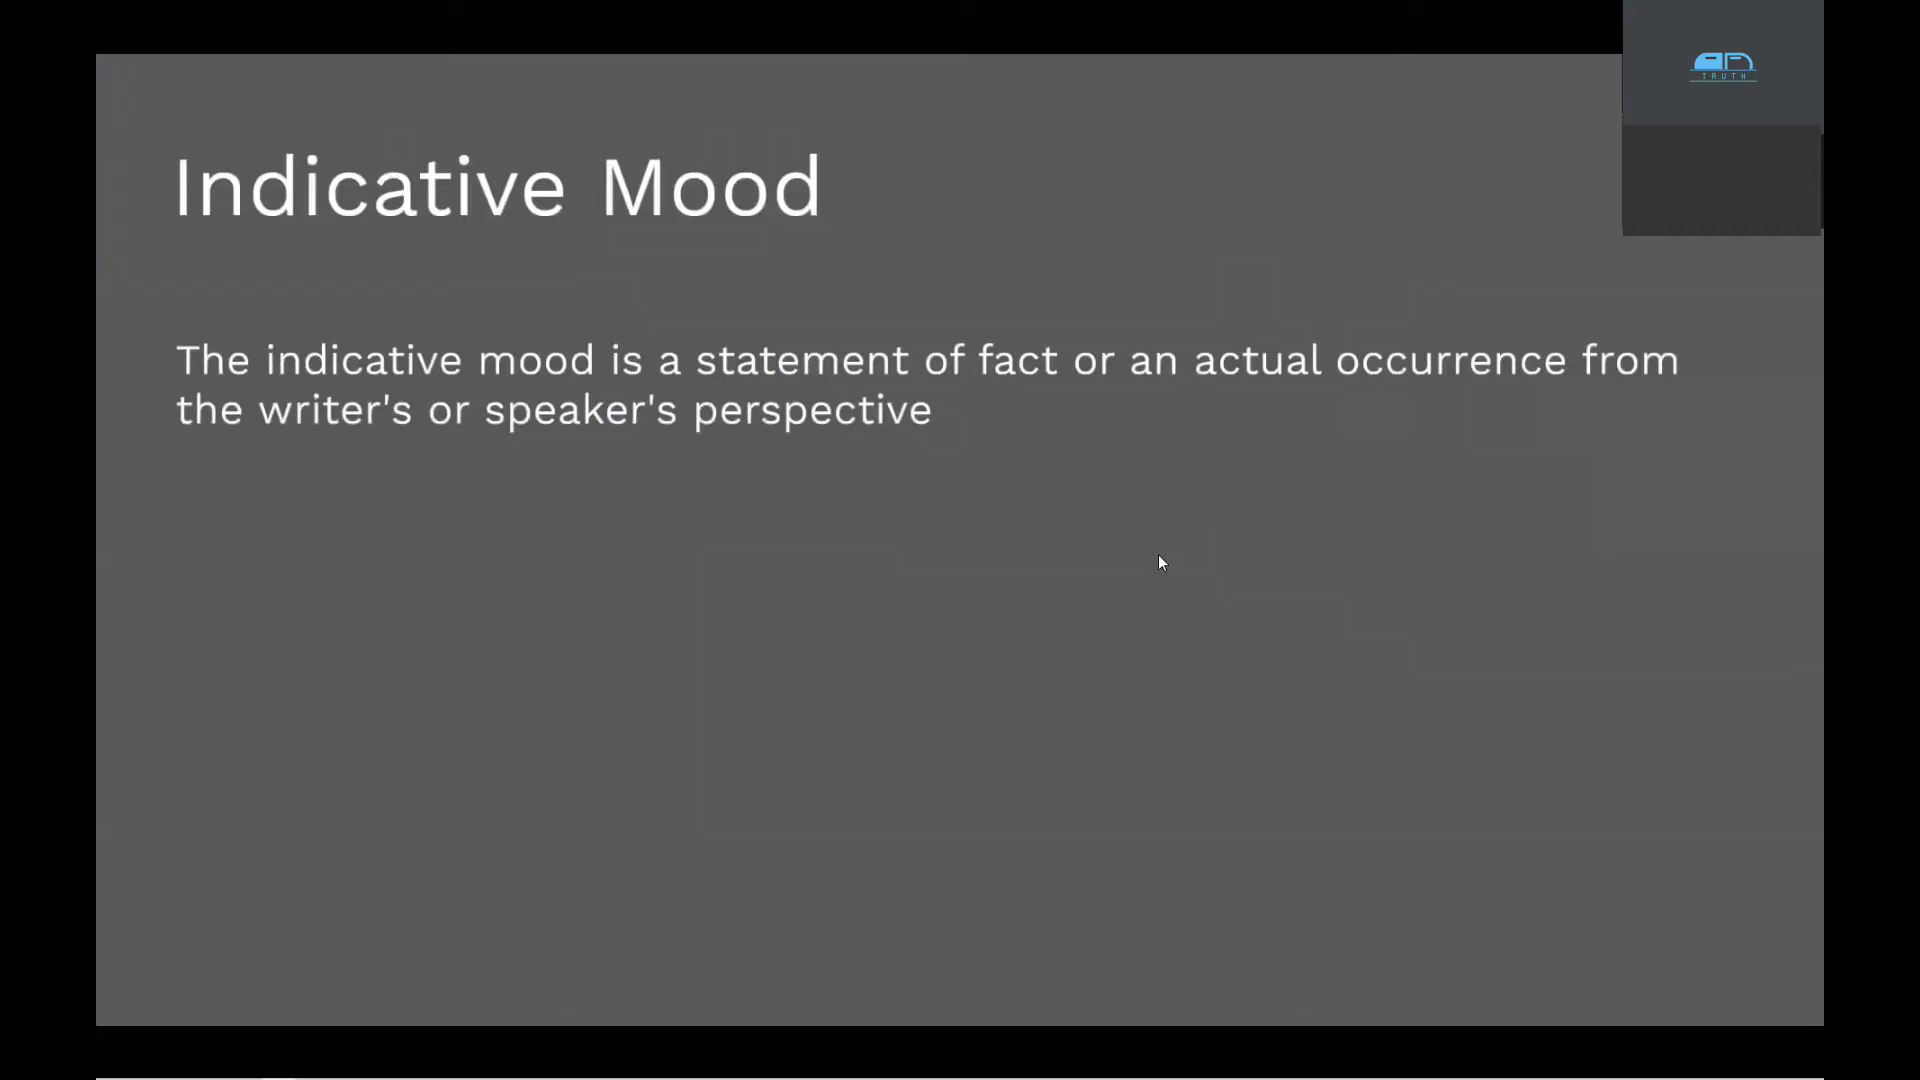 TRUTH
Indicative Mood
The indicative mood is a statement of fact or an actual occurrence from
the writer's or speaker's perspective